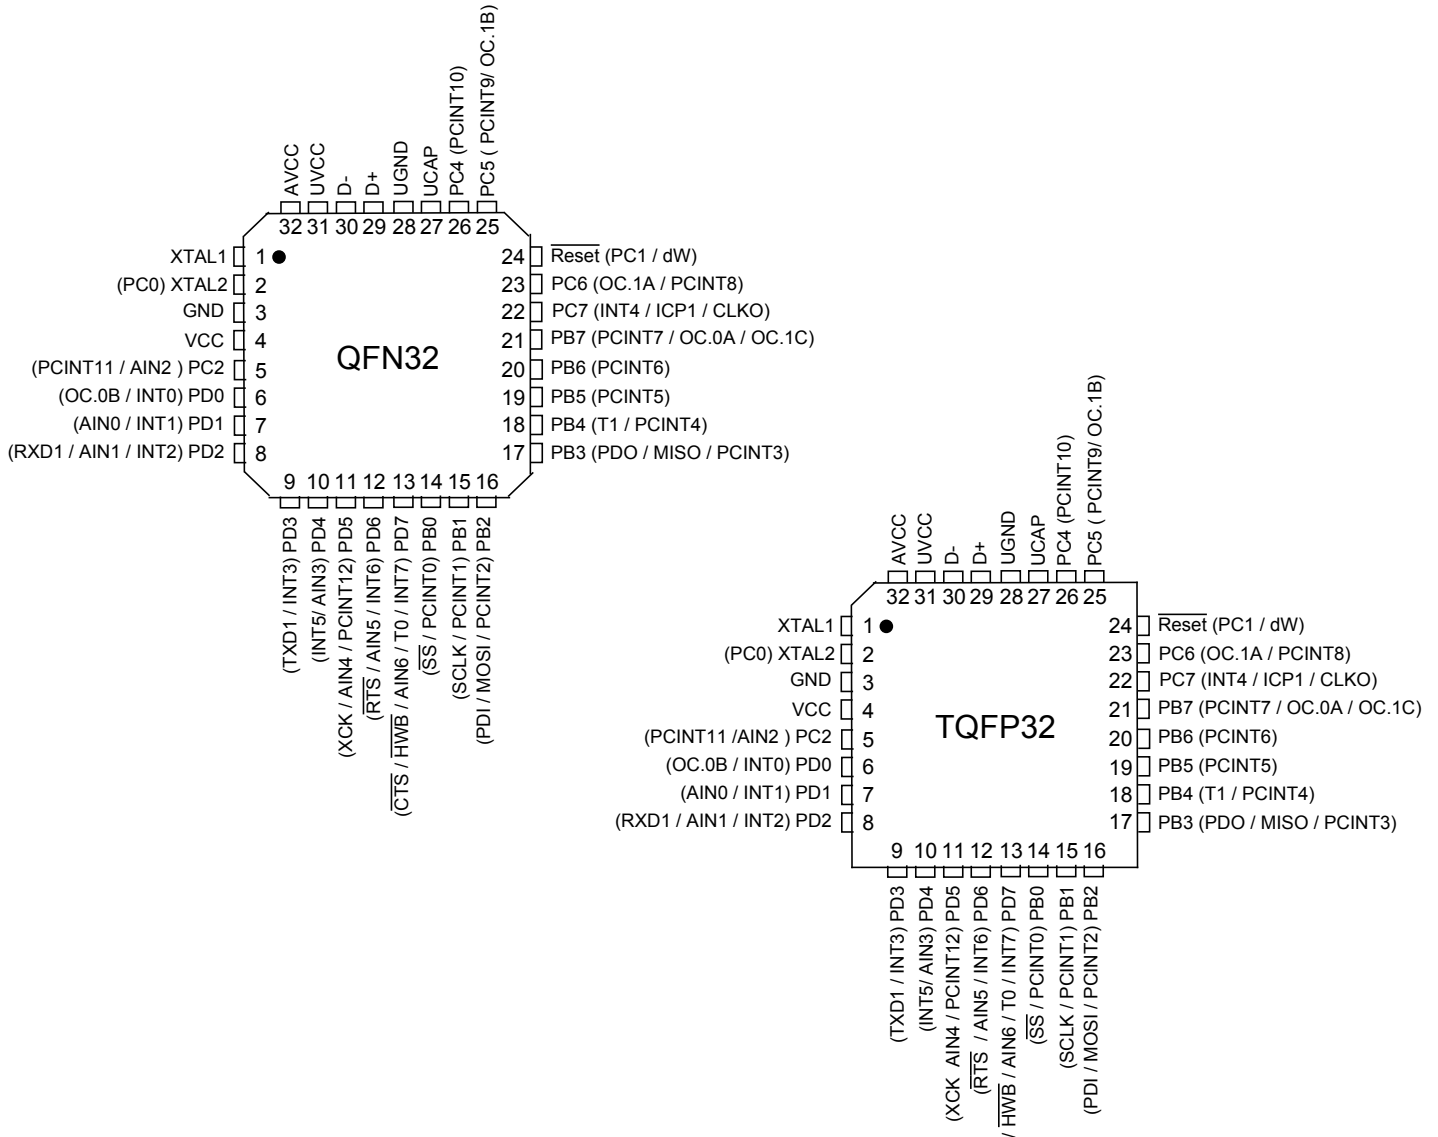 AVCC
UVCC
D-
D+
UGND
UCAP
PC4 (PCINT10)
PC5 ( PCINT9/ OC.1B)
32 31 30 29 28 27 26 25
XTAL1 1
(PC0) XTAL2 2
GND 3
VCC 4
(PCINT11 / AIN2 ) PC2 5
(OC.0B / INT0) PD0 6
(AIN0 / INT1) PD1 7
(RXD1 / AIN1 / INT2) PD2 8
QFN32
24 Reset (PC1 / dW)
23 PC6 (OC.1A / PCINT8)
22 PC7 (INT4 / ICP1 / CLKO)
21 PB7 (PCINT7 / OC.0A / OC.1C)
20 PB6 (PCINT6)
19 PB5 (PCINT5)
18 PB4 (T1 / PCINT4)
17 PB3 (PDO / MISO / PCINT3)
9 10 11 12 13 14 15 16
(TXD1 / INT3) PD3
(INT5/ AIN3) PD4
(XCK / AIN4 / PCINT12) PD5
(RTS / AIN5 / INT6) PD6
(CTS / HWB / AIN6 / T0 / INT7) PD7
(SS / PCINT0) PB0
(SCLK / PCINT1) PB1
(PDI / MOSI / PCINT2) PB2
AVCC
UVCC
D-
D+
UGND
UCAP
PC4 (PCINT10)
PC5 ( PCINT9/ OC.1B)
32 31 30 29 28 27 26 25
XTAL1 1
(PC0) XTAL2 2
GND 3
VCC 4
(PCINT11 /AIN2 ) PC2 5
(OC.0B / INT0) PD0 6
(AIN0 / INT1) PD1 7
(RXD1 / AIN1 / INT2) PD2 8
TQFP32
24 Reset (PC1 / dW)
23 PC6 (OC.1A / PCINT8)
22 PC7 (INT4 / ICP1 / CLKO)
21 PB7 (PCINT7 / OC.0A / OC.1C)
20 PB6 (PCINT6)
19 PB5 (PCINT5)
18 PB4 (T1 / PCINT4)
17 PB3 (PDO / MISO / PCINT3)
9 10 11 12 13 14 15 16
(TXD1 / INT3) PD3
(INT5/ AIN3) PD4
(XCK AIN4 / PCINT12) PD5
(RTS / AIN5 / INT6) PD6
/ HWB / AIN6 / T0 / INT7) PD7
(SS / PCINT0) PB0
(SCLK / PCINT1) PB1
(PDI / MOSI / PCINT2) PB2